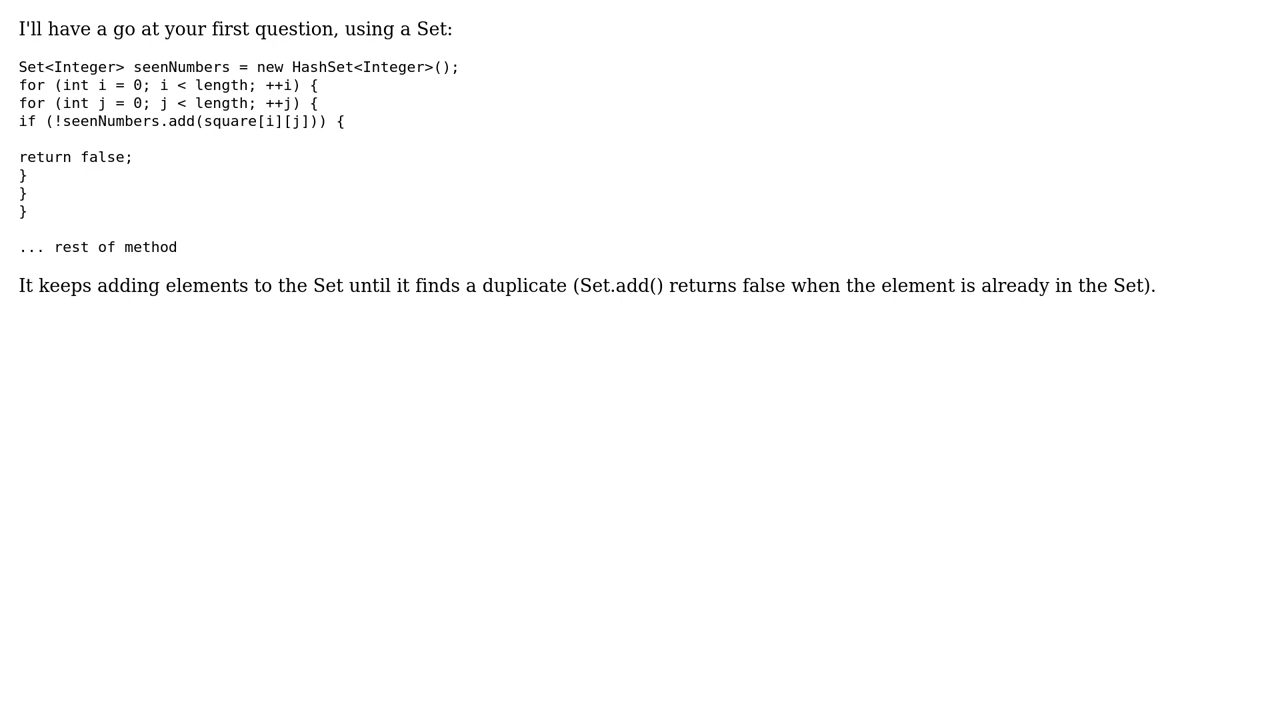 I'll have a go at your first question, using a Set:
Set<Integer> seenNumbers = new HashSet<Integer>();
for (int i = 0; i < length; ++i) {
for (int j = 0; j < length; ++j) {
if (!seenNumbers.add(square[i][j])) {
return false;
}
}
}
... rest of method
It keeps adding elements to the Set until it finds a duplicate (Set.add() returns false when the element is already in the Set).